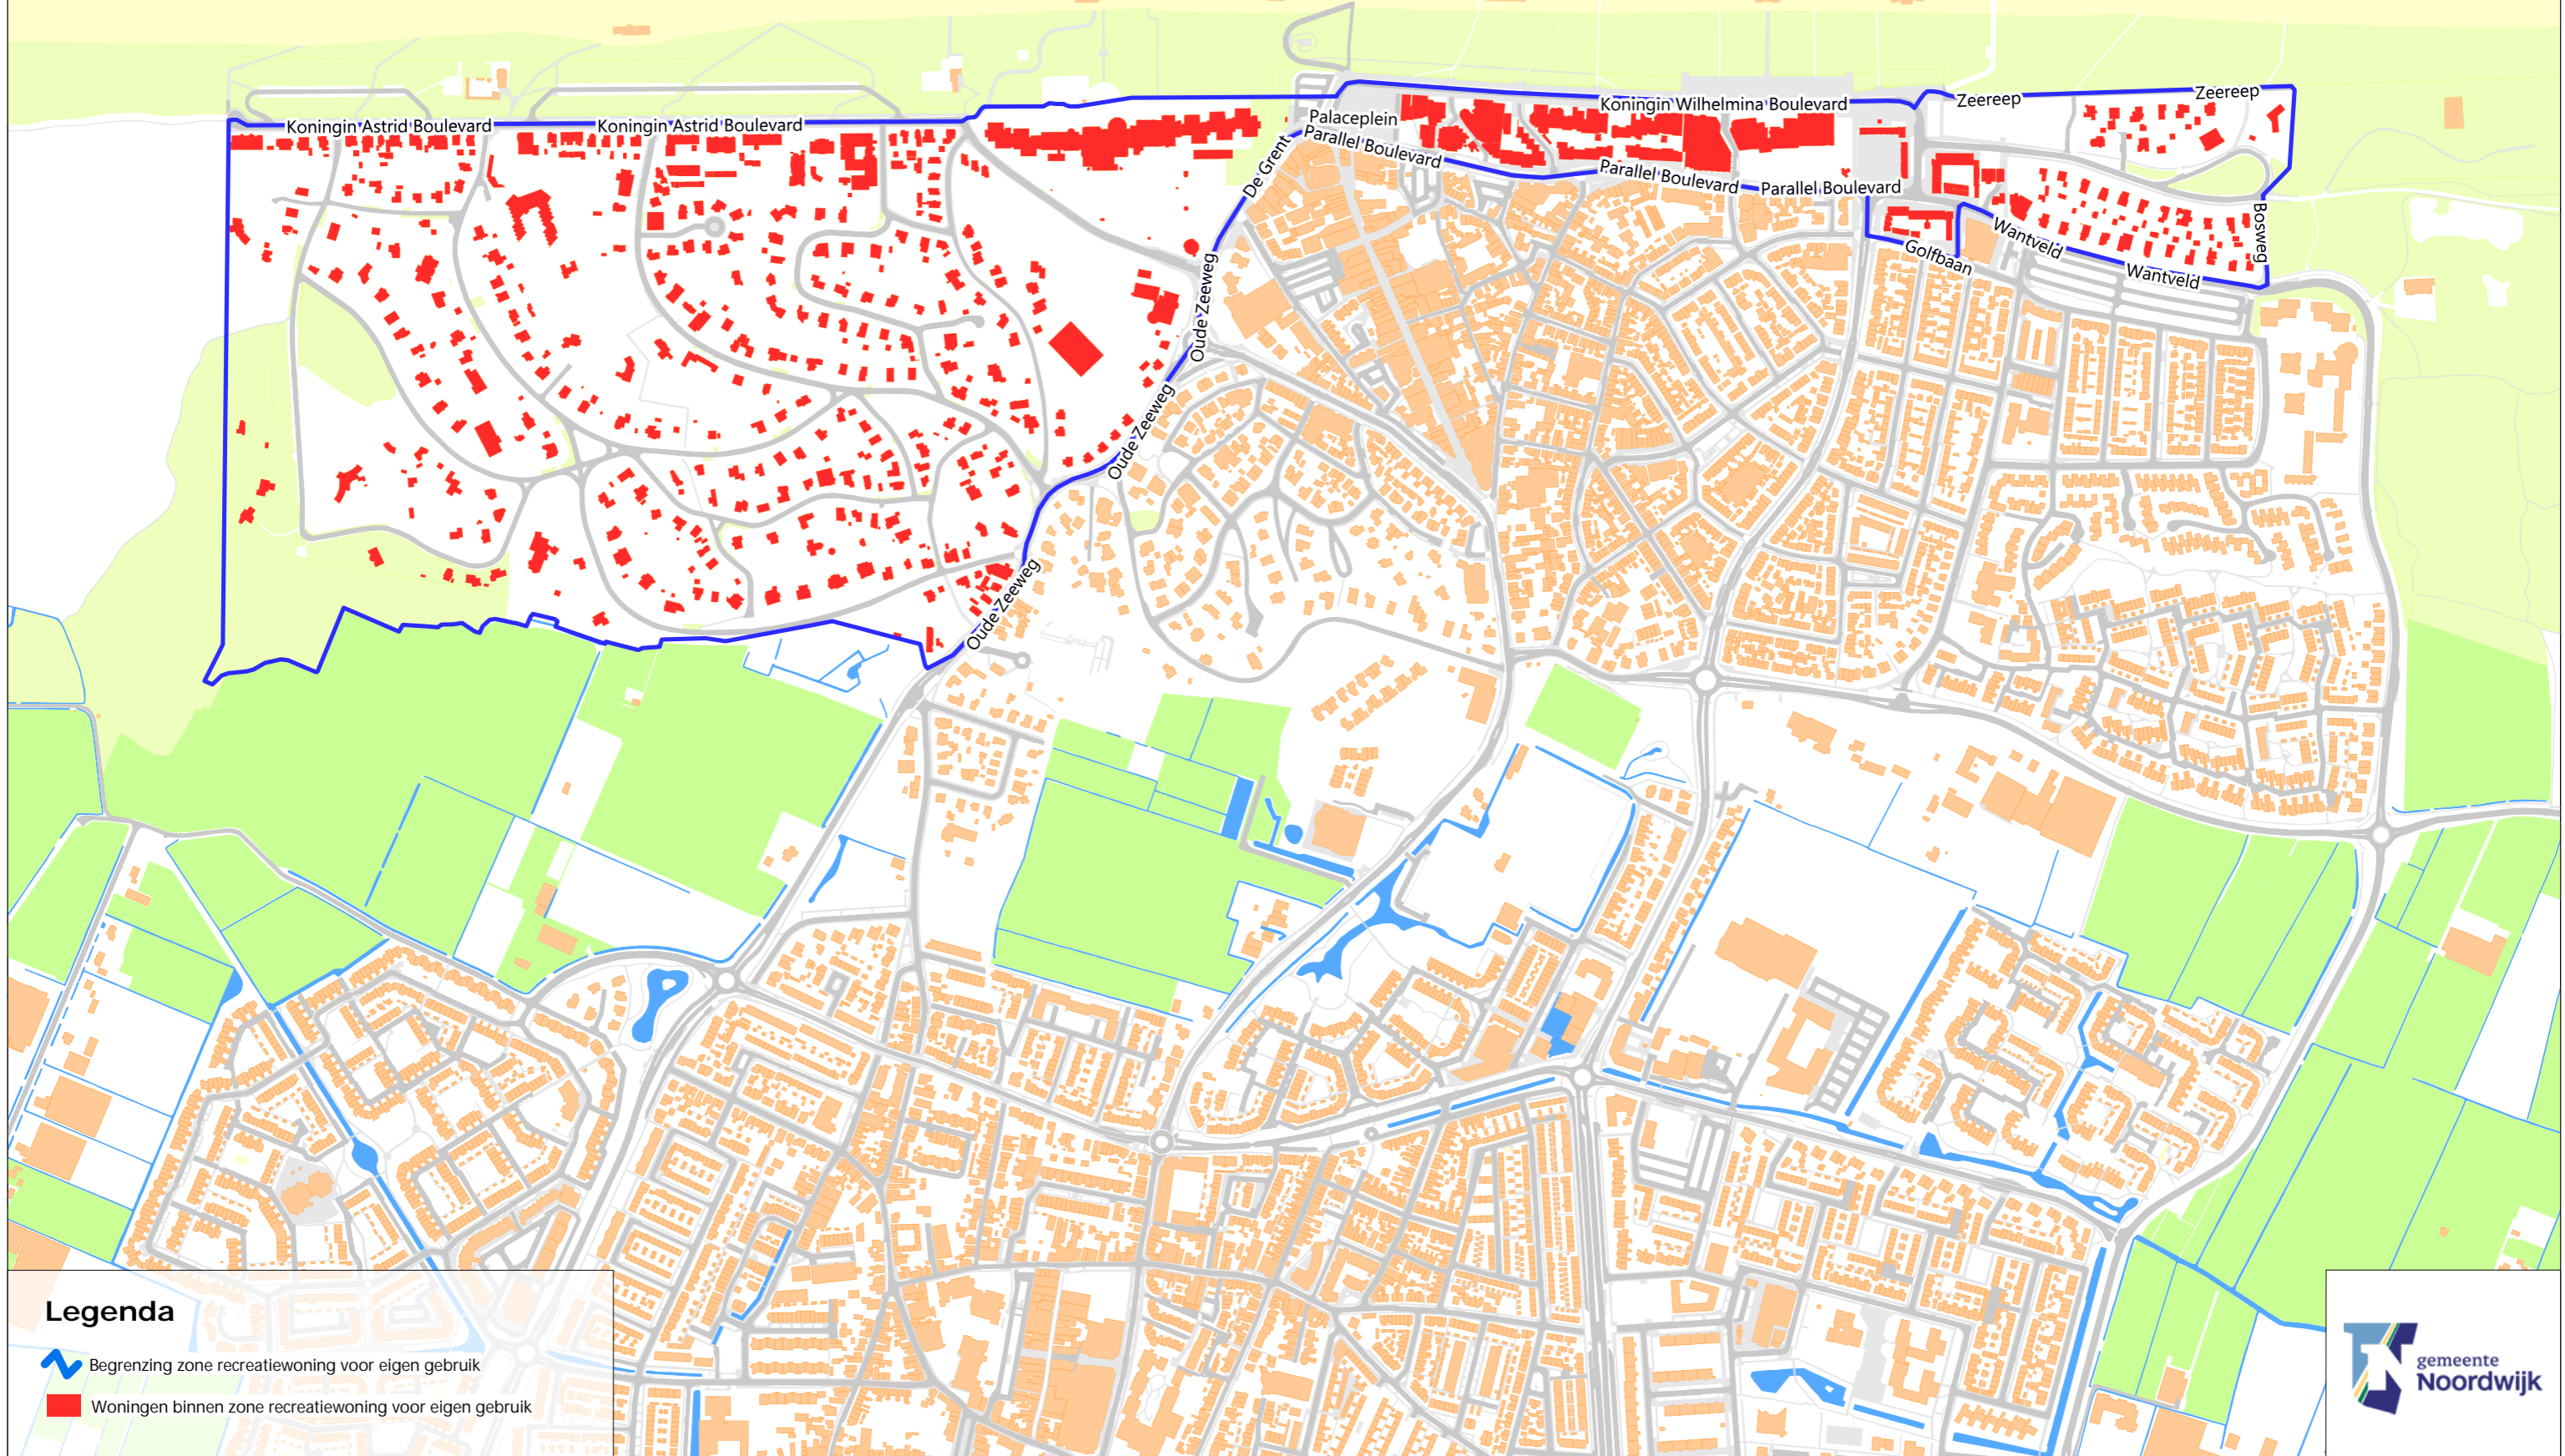 Koningin Astrid Boulevard
Koningin Astrid Boulevard
Palaceplein
Parallel Boulevard
De Grent
Koningin Wilhelmina Boulevard
Parallel Boulevard
Parallel Boulevard
Zeereep
Zeereep
Bosweg
Wantveld
Wantveld
Golfbaan
Oude Zeeweg
Oude Zeeweg
Oude Zeeweg
Legenda
Begrenzing zone recreatiewoning voor eigen gebruik
Woningen binnen zone recreatiewoning voor eigen gebruik
gemeente
Noordwijk